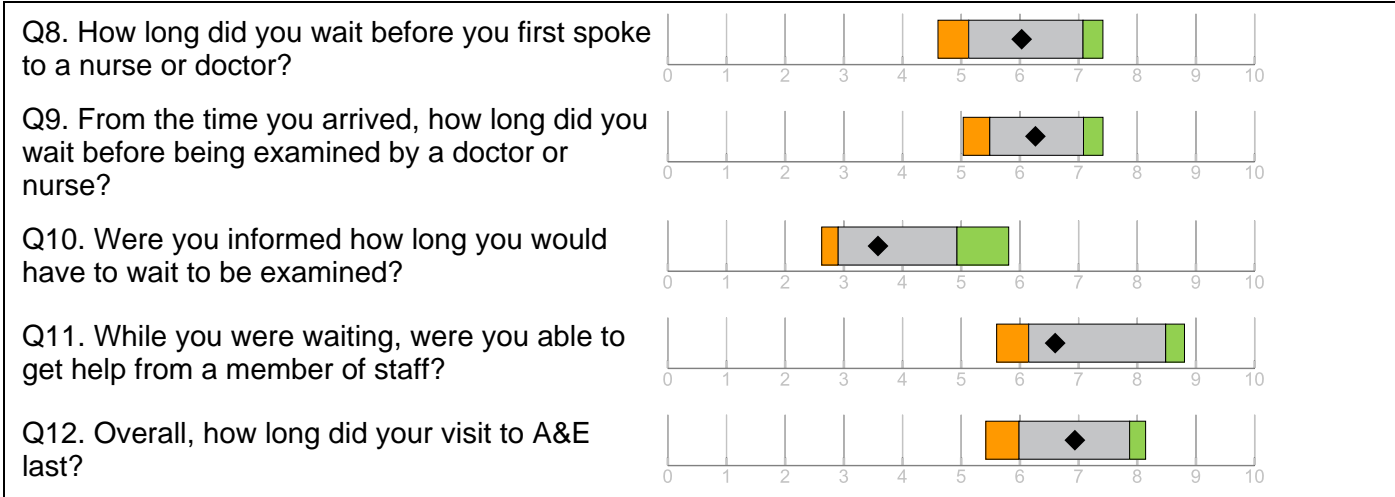 Q8. How long did you wait before you first spoke
to a nurse or doctor?
0 1 2 3 4 5 6 7 8 9 10
Q9. From the time you arrived, how long did you
wait before being examined by a doctor or
nurse?
0 1 2 3 4 5 6 7 8 9 10
Q10. Were you informed how long you would
have to wait to be examined?
0 1 2 3 4 5 6 7 8 9 10
Q11. While you were waiting, were you able to
get help from a member of staff?
0 1 2 3 4 5 6 7 8 9 10
Q12. Overall, how long did your visit to A&E
last?
0 1 2 3 4 5 6 7 8 9 10